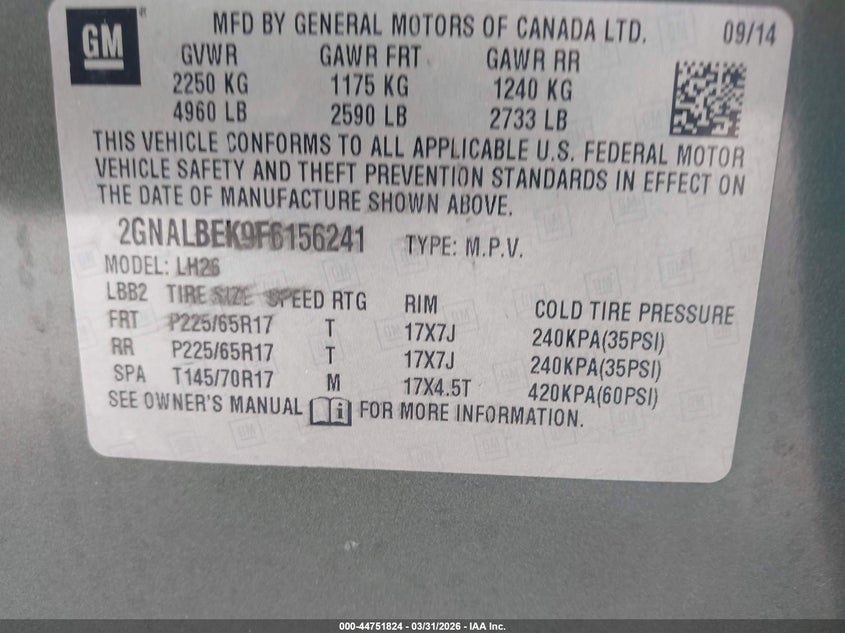 GM
MFD BY GENERAL MOTORS OF CANADA LTD. 09/14
GVWR GAWR FRT GAWR RR
2250 KG 1175 KG 1240 KG
4960 LB 2590 LB 2733 LB
THIS VEHICLE CONFORMS TO ALL APPLICABLE U.S. FEDERAL MOTOR
VEHICLE SAFETY AND THEFT PREVENTION STANDARDS IN EFFECT ON
THE DATE OF MANUFACTURE SHOWN ABOVE.
2GNALBEK9F6156241 TYPE: M.P.V.
MODEL: LH26
LBB2 TIRE SIZE SPEED RTG RIM COLD TIRE PRESSURE
FRT P225/65R17 T 17X7J 240KPA(35PSI)
RR P225/65R17 T 17X7J 240KPA(35PSI)
SPA T145/70R17 M 17X4.5T 420KPA(60PSI)
SEE OWNER'S MANUAL FOR MORE INFORMATION.
000-44751824 - 03/31/2026 - IAA Inc.